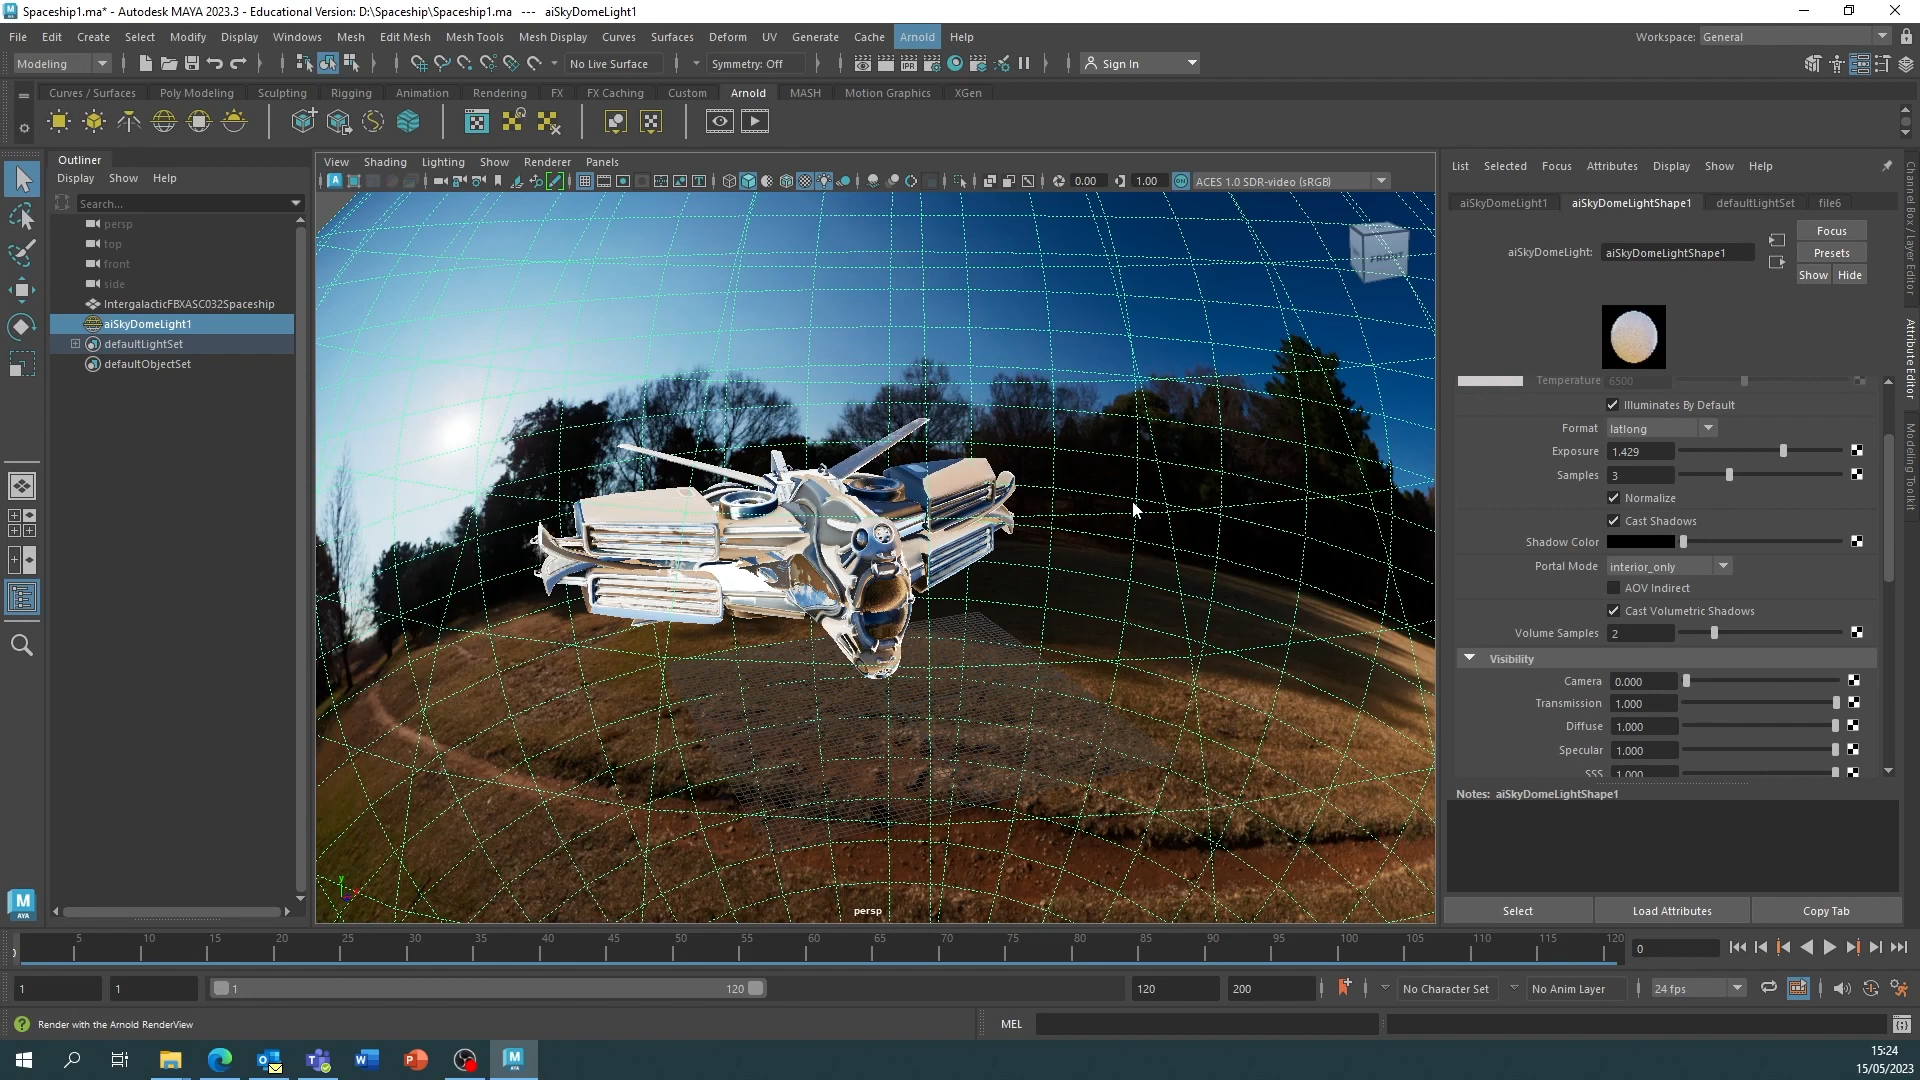 Spaceship1.ma* - Autodesk MAYA 2023.3 - Educational Version: D:\Spaceship\Spaceship1.ma --- aiSkyDomeLight1
File Edit Create Select Modify Display Windows Mesh Edit Mesh Mesh Tools Mesh Display Curves Surfaces Deform UV Generate Cache Arnold Help
Workspace: General
Modeling
No Live Surface
Symmetry: Off
IPR
Sign In
Curves / Surfaces Poly Modeling Sculpting Rigging Animation Rendering FX FX Caching Custom Arnold MASH Motion Graphics XGen
Outliner
Display Show Help
Search...
persp
top
front
side
IntergalacticFBXASC032Spaceship
aiSkyDomeLight1
defaultLightSet
defaultObjectSet
View Shading Lighting Show Renderer Panels
0.00
1.00
ACES 1.0 SDR-video (sRGB)
FRONT
persp
List Selected Focus Attributes Display Show Help
aiSkyDomeLight1 aiSkyDomeLightShape1 defaultLightSet file6
aiSkyDomeLight: aiSkyDomeLightShape1
Focus
Presets
Show Hide
Temperature 6500
Illuminates By Default
Format latlong
Exposure 1.429
Samples 3
Normalize
Cast Shadows
Shadow Color
Portal Mode interior_only
AOV Indirect
Cast Volumetric Shadows
Volume Samples 2
Visibility
Camera 0.000
Transmission 1.000
Diffuse 1.000
Specular 1.000
SSS 1.000
Notes: aiSkyDomeLightShape1
Select Load Attributes Copy Tab
Channel Box / Layer Editor
Attribute Editor
Modeling Toolkit
5 10 15 20 25 30 35 40 45 50 55 60 65 70 75 80 85 90 95 100 105 110 115 120
0
1 1 1 120 120 200
No Character Set
No Anim Layer
24 fps
Render with the Arnold RenderView
MEL
15:24
15/05/2023